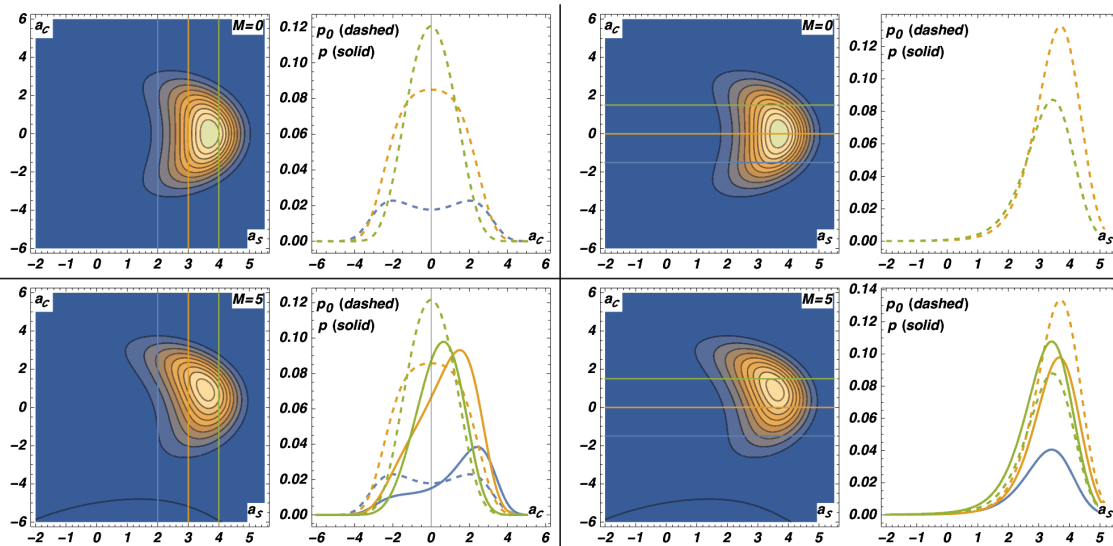 a_c M=0
6
4
2
0
-2
-4
-6
a_s
-2 -1 0 1 2 3 4 5
p_0 (dashed)
p (solid)
0.12
0.10
0.08
0.06
0.04
0.02
0.00
a_c
-6 -4 -2 0 2 4 6
a_c M=0
6
4
2
0
-2
-4
-6
a_s
-2 -1 0 1 2 3 4 5
p_0 (dashed)
p (solid)
0.12
0.10
0.08
0.06
0.04
0.02
0.00
a_s
-2 -1 0 1 2 3 4 5
a_c M=5
6
4
2
0
-2
-4
-6
a_s
-2 -1 0 1 2 3 4 5
p_0 (dashed)
p (solid)
0.12
0.10
0.08
0.06
0.04
0.02
0.00
a_c
-6 -4 -2 0 2 4 6
a_c M=5
6
4
2
0
-2
-4
-6
a_s
-2 -1 0 1 2 3 4 5
p_0 (dashed)
p (solid)
0.14
0.12
0.10
0.08
0.06
0.04
0.02
0.00
a_s
-2 -1 0 1 2 3 4 5